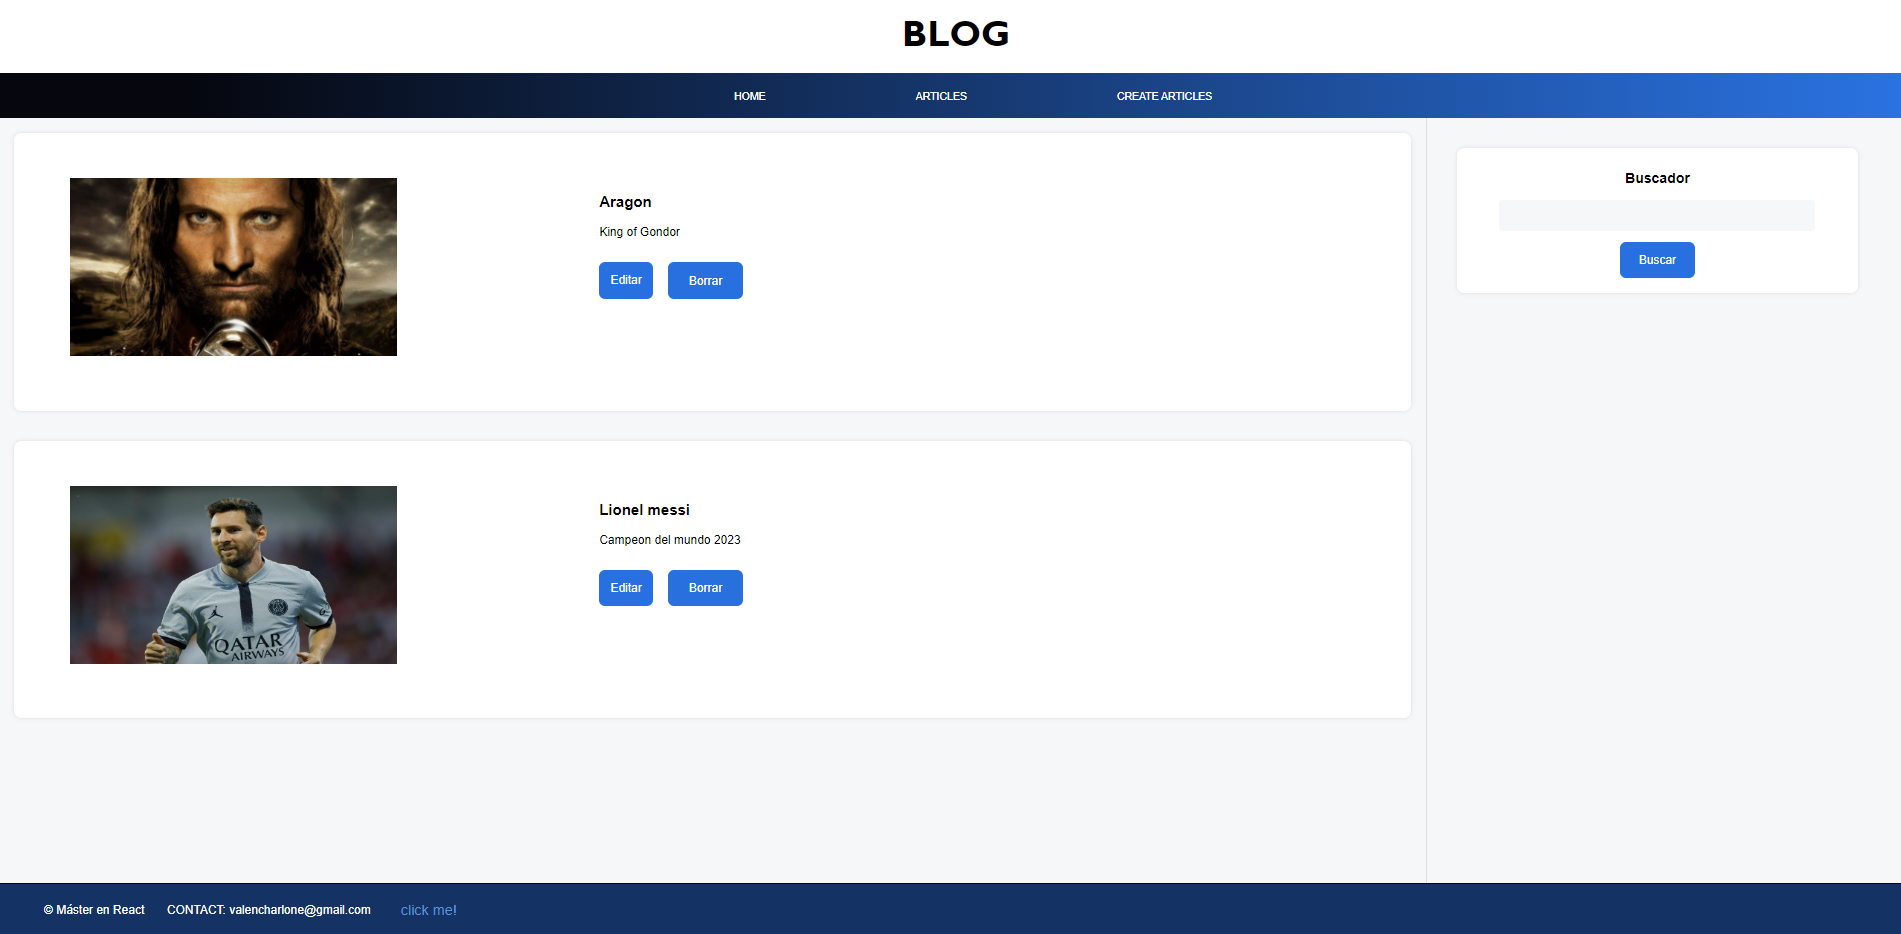 BLOG
HOME
ARTICLES
CREATE ARTICLES
Aragon
King of Gondor
Editar
Borrar
Lionel messi
Campeon del mundo 2023
Editar
Borrar
QATAR
AIRWAYS
Buscador
Buscar
© Máster en React
CONTACT: valencharlone@gmail.com
click me!